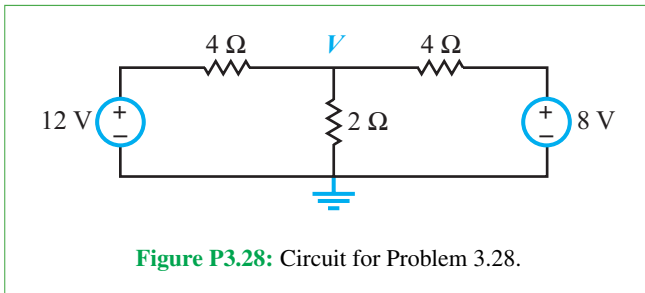 4 Ω V 4 Ω
12 V + − 2 Ω + − 8 V
Figure P3.28: Circuit for Problem 3.28.